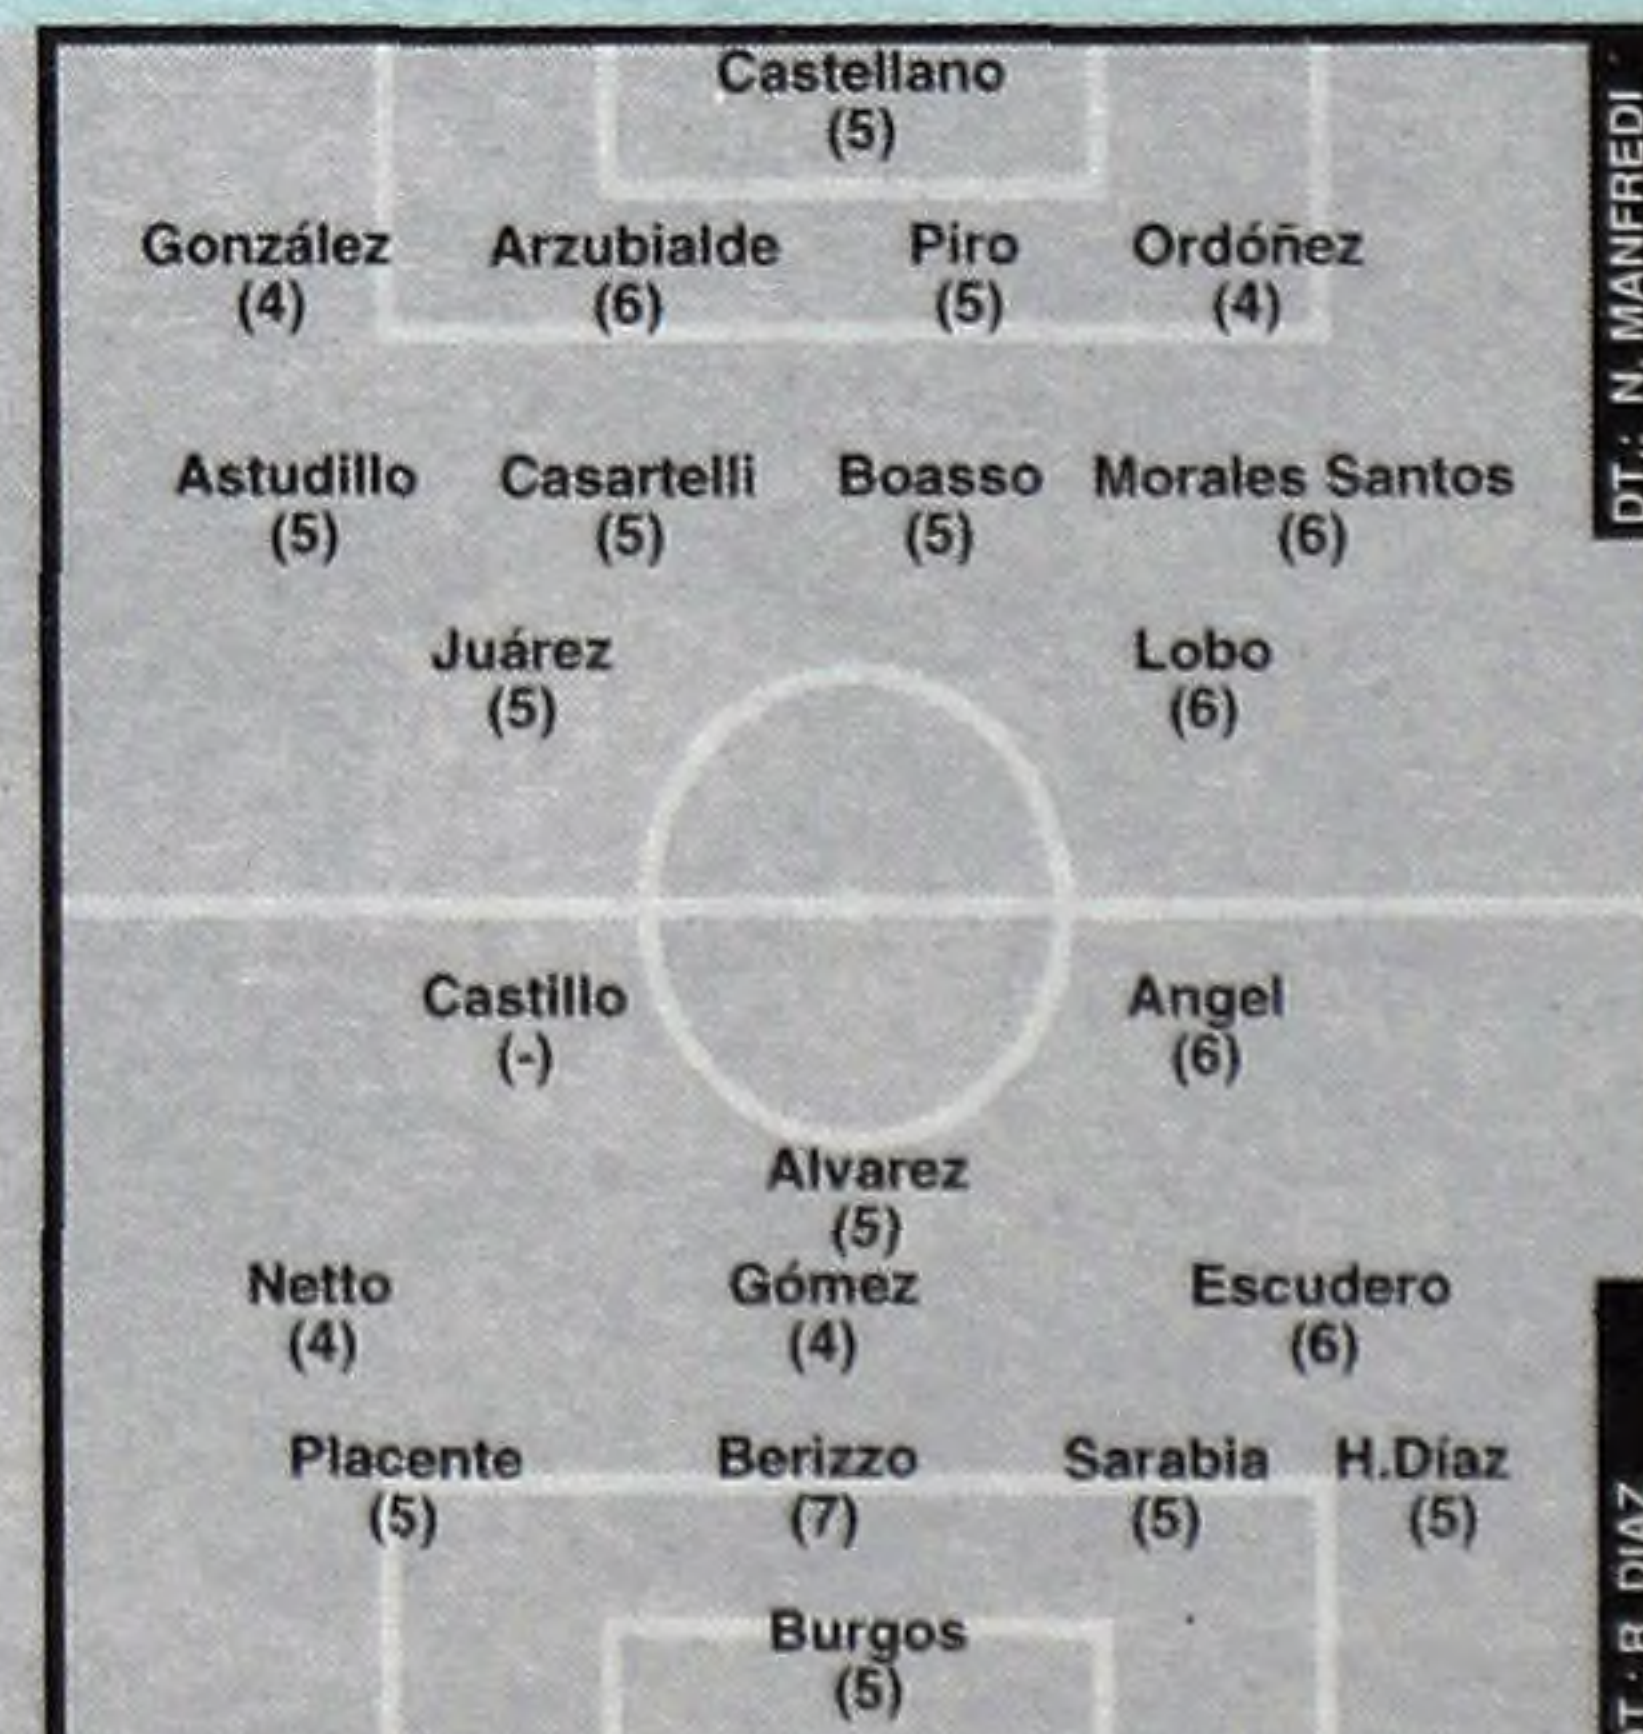 Castellano
(5)
González Arzubialde Piro Ordóñez
(4) (6) (5) (4)
Astudillo Casartelli Boasso Morales Santos
(5) (5) (5) (6)
Juárez Lobo
(5) (6)
Castillo Angel
(-) (6)
Alvarez
(5)
Netto Gómez Escudero
(4) (4) (6)
Placente Berizzo Sarabia H.Díaz
(5) (7) (5) (5)
Burgos
(5)
DT.: N. MANFREDI
DIAZ